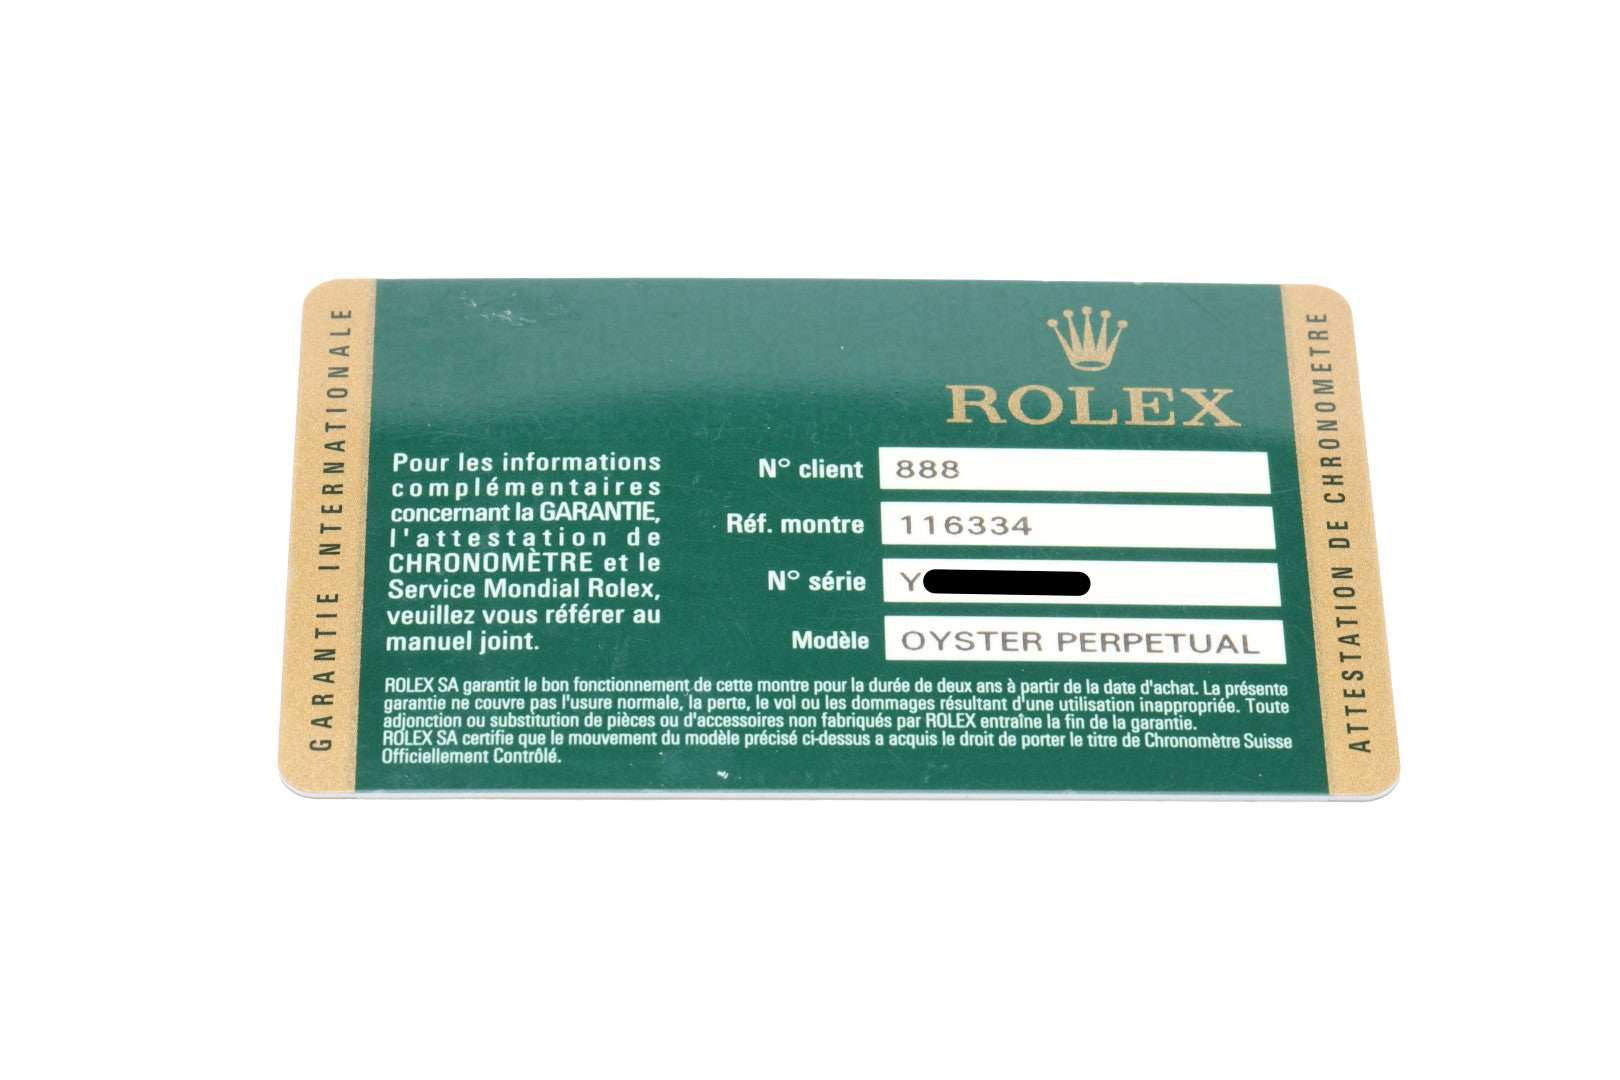 GARANTIE INTERNATIONALE
ROLEX
Pour les informations
complémentaires
concernant la GARANTIE,
l'attestation de
CHRONOMÈTRE et le
Service Mondial Rolex,
veuillez vous référer au
manuel joint.
N° client 888
Réf. montre 116334
N° série Y
Modèle OYSTER PERPETUAL
ROLEX SA garantit le bon fonctionnement de cette montre pour la durée de deux ans à partir de la date d'achat. La présente
garantie ne couvre pas l'usure normale, la perte, le vol ou les dommages résultant d'une utilisation inappropriée. Toute
adjonction ou substitution de pièces ou d'accessoires non fabriqués par ROLEX entraîne la fin de la garantie.
ROLEX SA certifie que le mouvement du modèle précisé ci-dessus a acquis le droit de porter le titre de Chronomètre Suisse
Officiellement Contrôlé.
ATTESTATION DE CHRONOMETRE